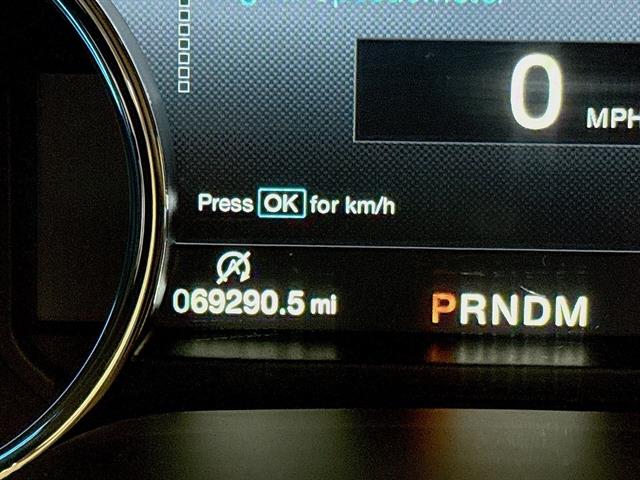 0 MPH
Press OK for km/h
069290.5 mi
PRNDM